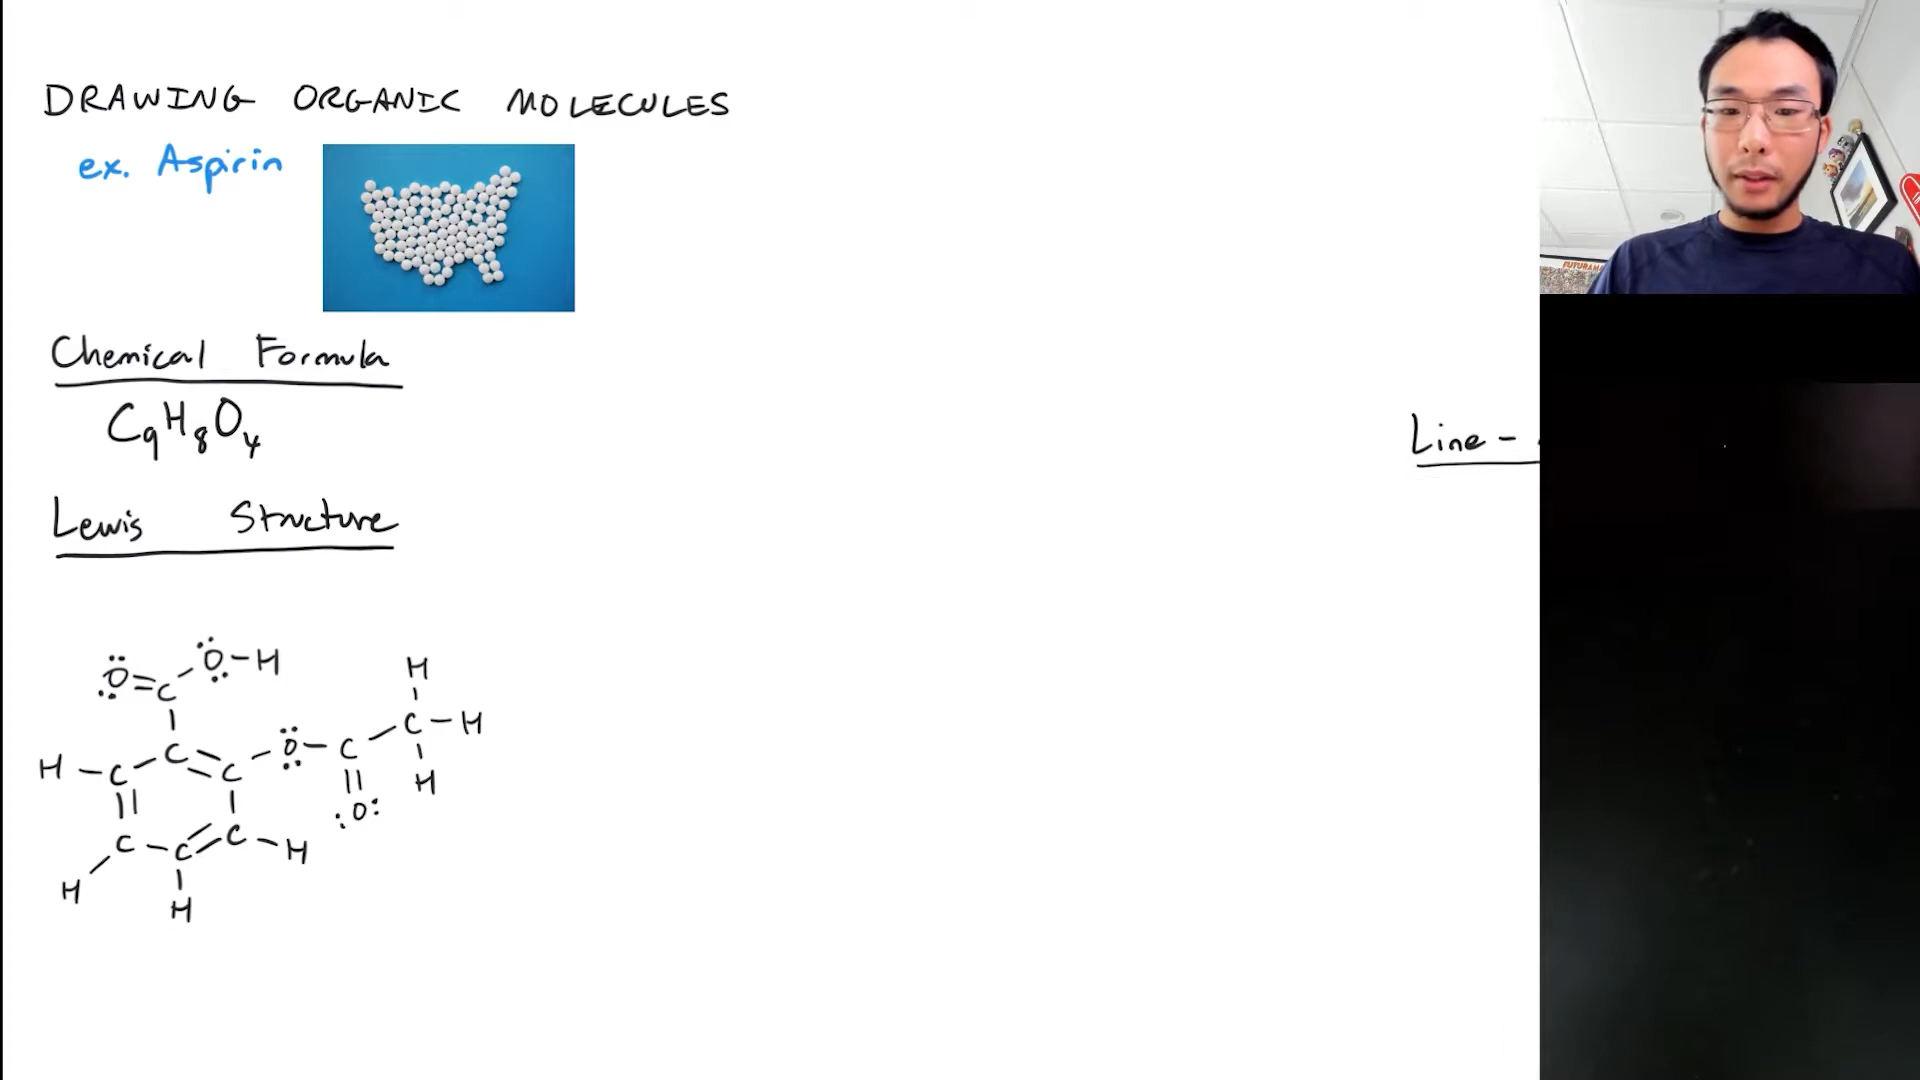 DRAWING ORGANIC MOLECULES
ex. Aspirin
Chemical Formula
C9H8O4
Line -
Lewis Structure
O=C-O-H
H
H-C C O-C C-H
C O H
C C C-H
H H